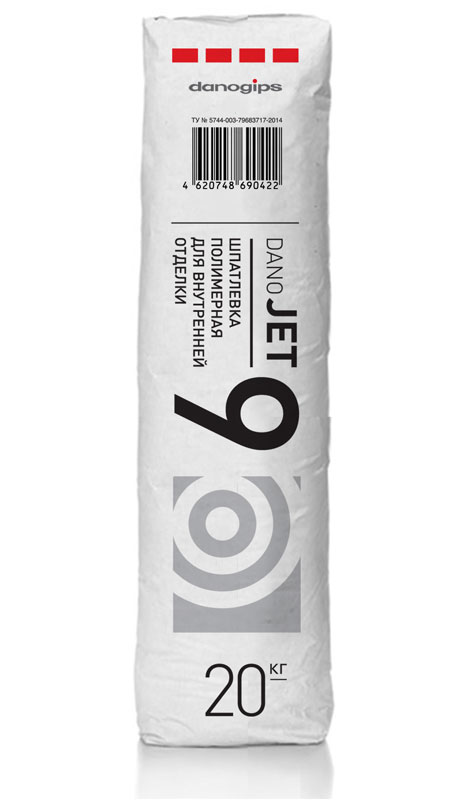 danogips
ТУ № 5744-003-79683717-2014
4 620748 690422
DANO JET 9
ШПАТЛЕВКА
ПОЛИМЕРНАЯ
ДЛЯ ВНУТРЕННЕЙ
ОТДЕЛКИ
20 КГ